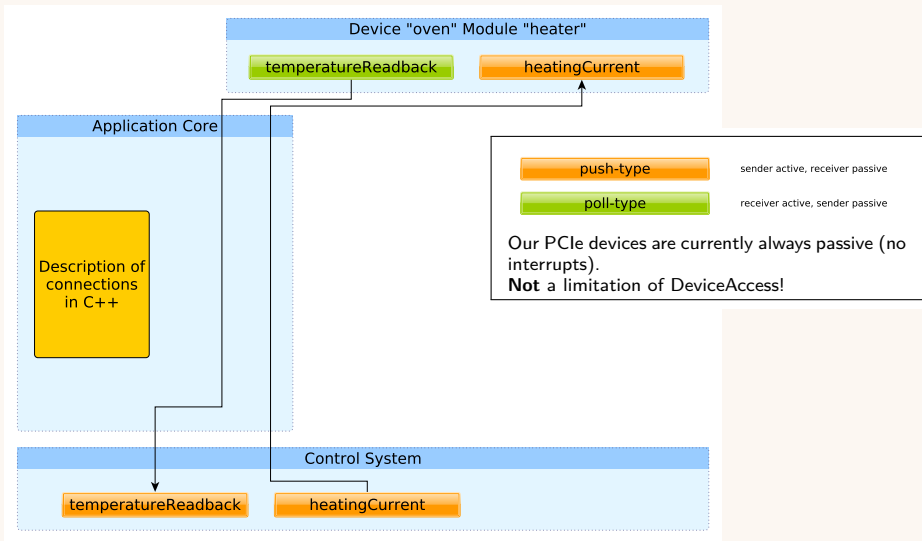 Device "oven" Module "heater"
temperatureReadback
heatingCurrent
Application Core
Description of
connections
in C++
push-type
sender active, receiver passive
poll-type
receiver active, sender passive
Our PCIe devices are currently always passive (no
interrupts).
Not a limitation of DeviceAccess!
Control System
temperatureReadback
heatingCurrent